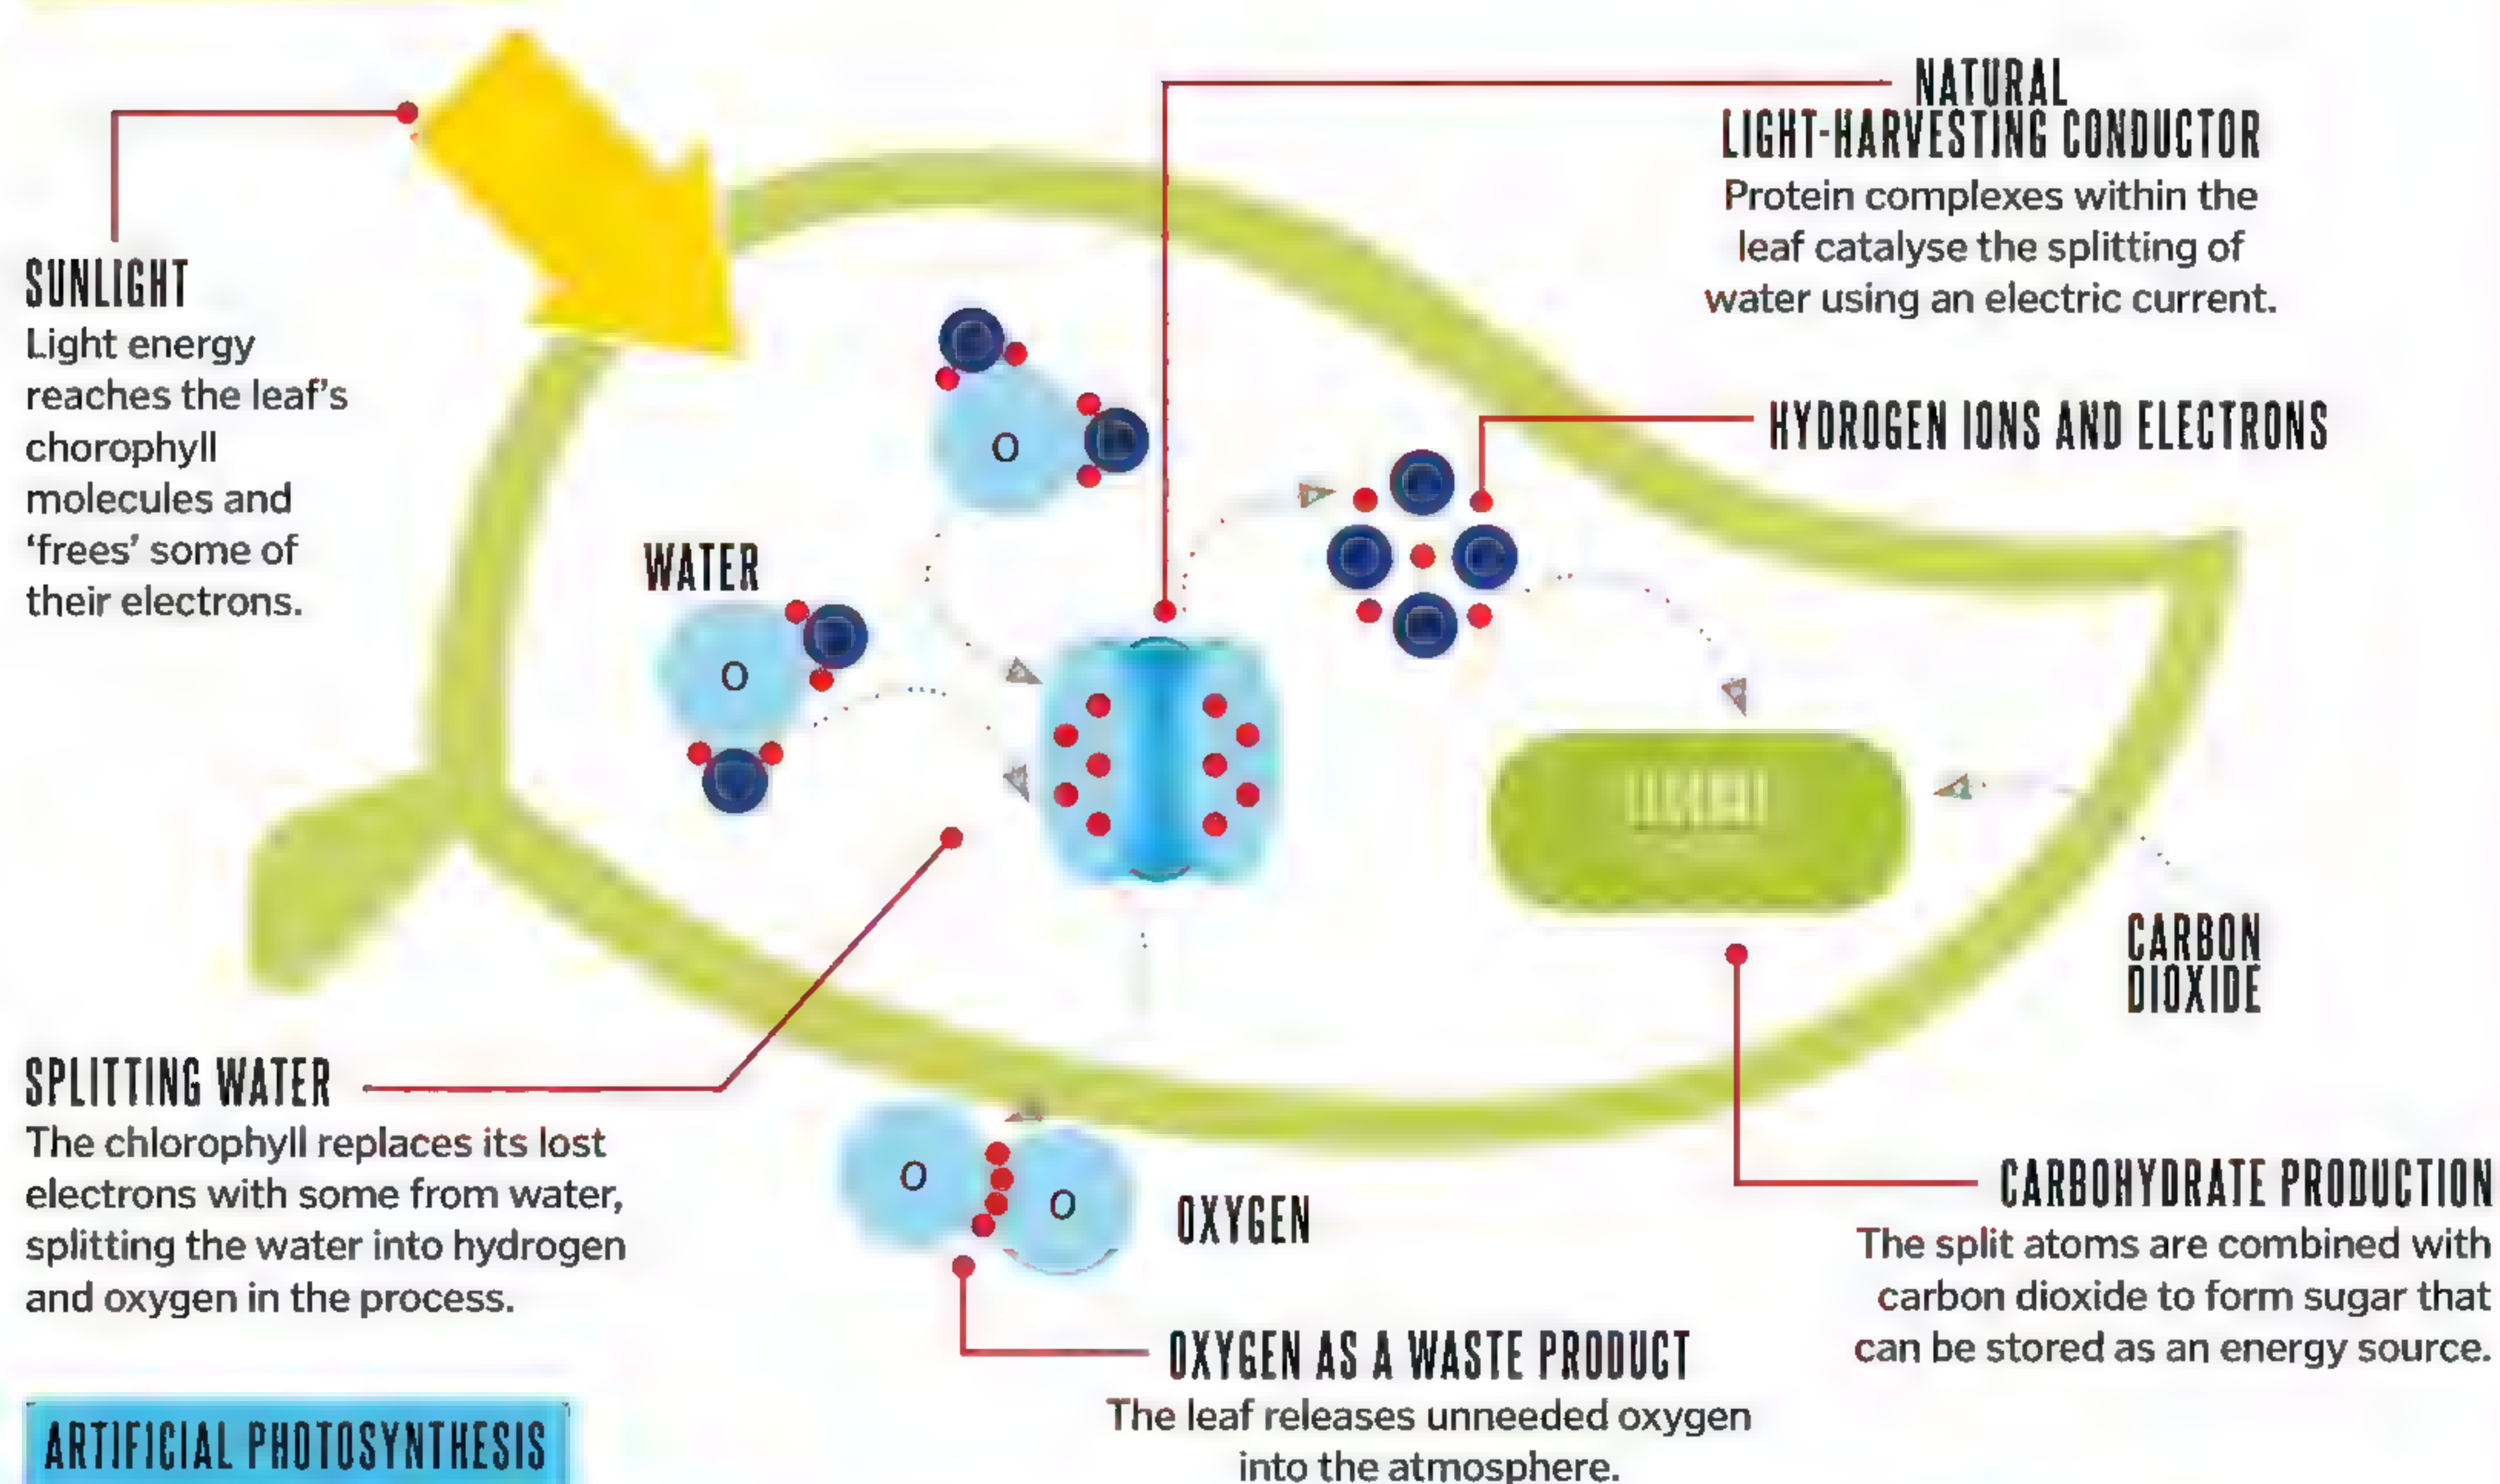 SUNLIGHT
Light energy
reaches the leaf's
chorophyll
molecules and
'frees' some of
their electrons.
NATURAL
LIGHT-HARVESTING CONDUCTOR
Protein complexes within the
leaf catalyse the splitting of
water using an electric current.
HYDROGEN IONS AND ELECTRONS
O
WATER
O
CARBON
DIOXIDE
SPLITTING WATER
The chlorophyll replaces its lost
electrons with some from water,
splitting the water into hydrogen
and oxygen in the process.
O
O
OXYGEN
OXYGEN AS A WASTE PRODUCT
The leaf releases unneeded oxygen
into the atmosphere.
CARBOHYDRATE PRODUCTION
The split atoms are combined with
carbon dioxide to form sugar that
can be stored as an energy source.
ARTIFICIAL PHOTOSYNTHESIS